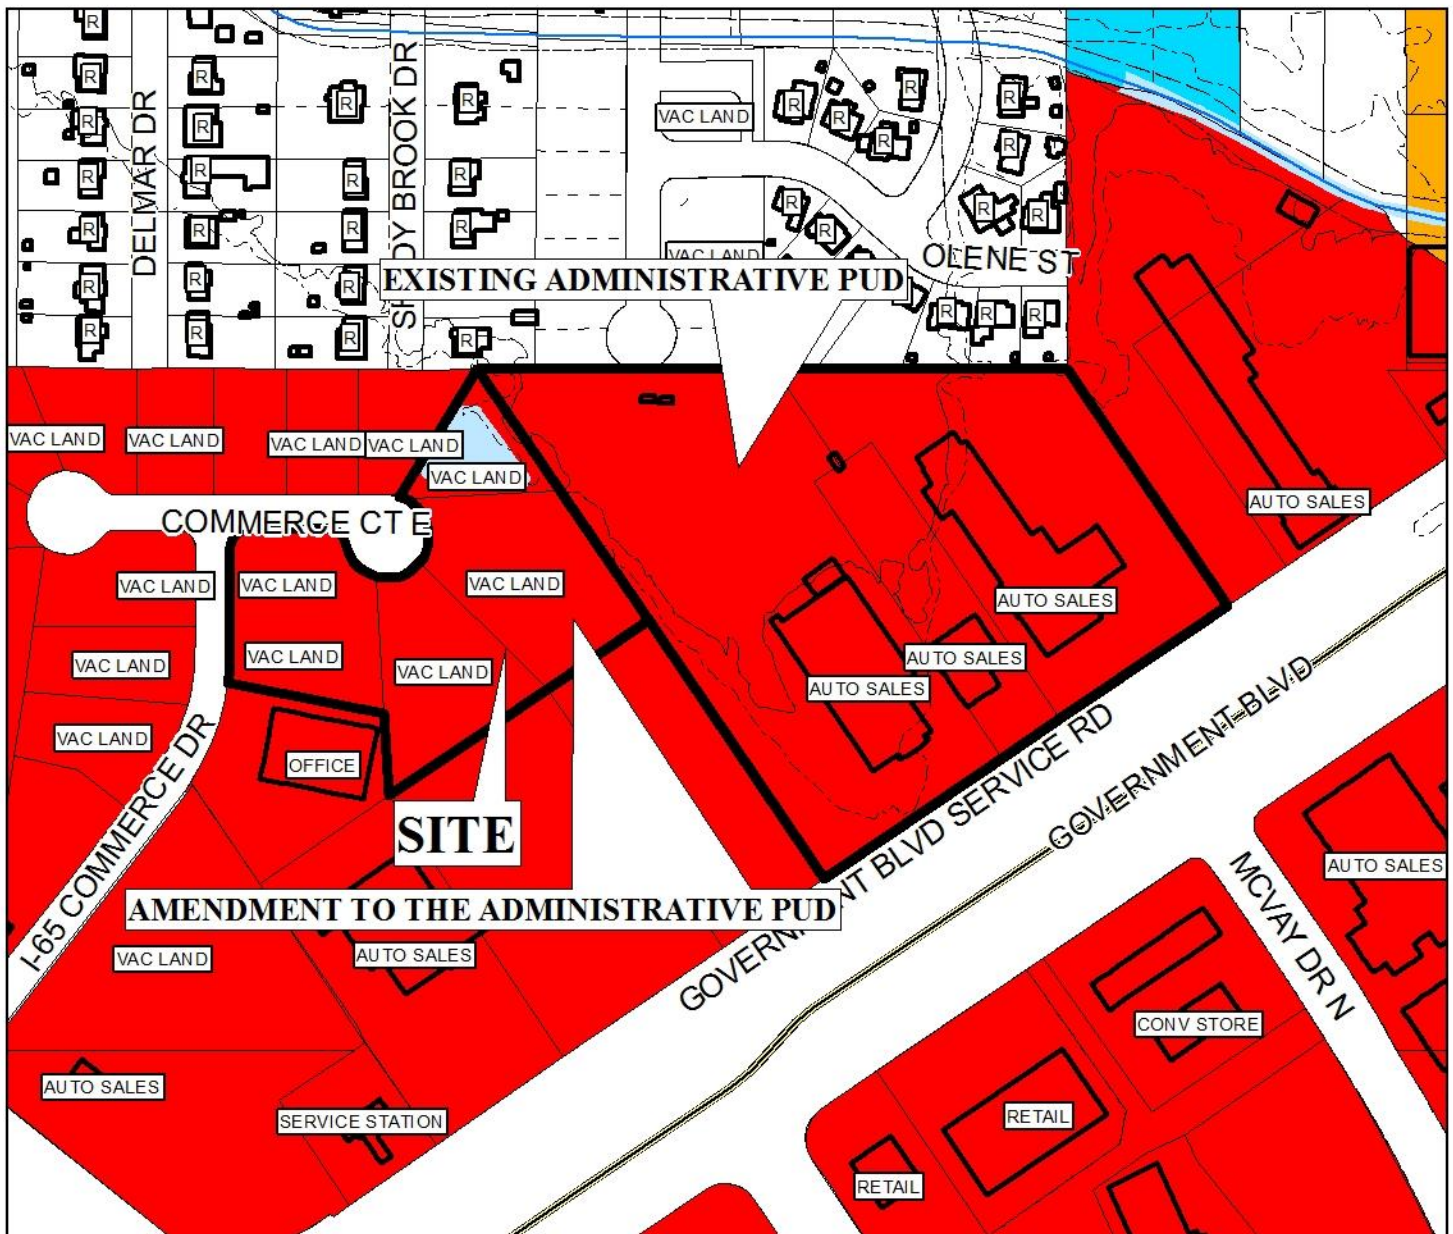 R
R
R
R
R
R
R
R
DELMAR DR
R
R
R
R
R
R
R
R
R
R
R
DY BROOK DR
R
R
R
R
VAC LAND
VAC LAND
R
R
R
R
R
R
R
R
R
R
R
R
R
OLENE ST
EXISTING ADMINISTRATIVE PUD
VAC LAND
VAC LAND
VAC LAND
VAC LAND
VAC LAND
COMMERCE CT E
AUTO SALES
VAC LAND
VAC LAND
VAC LAND
AUTO SALES
VAC LAND
VAC LAND
VAC LAND
AUTO SALES
AUTO SALES
VAC LAND
OFFICE
I-65 COMMERCE DR
GOVERN NT BLVD SERVICE RD
GOVERNMENT BLVD
SITE
AMENDMENT TO THE ADMINISTRATIVE PUD
AUTO SALES
MCVAY DR N
VAC LAND
AUTO SALES
CONV STORE
AUTO SALES
SERVICE STATION
RETAIL
RETAIL